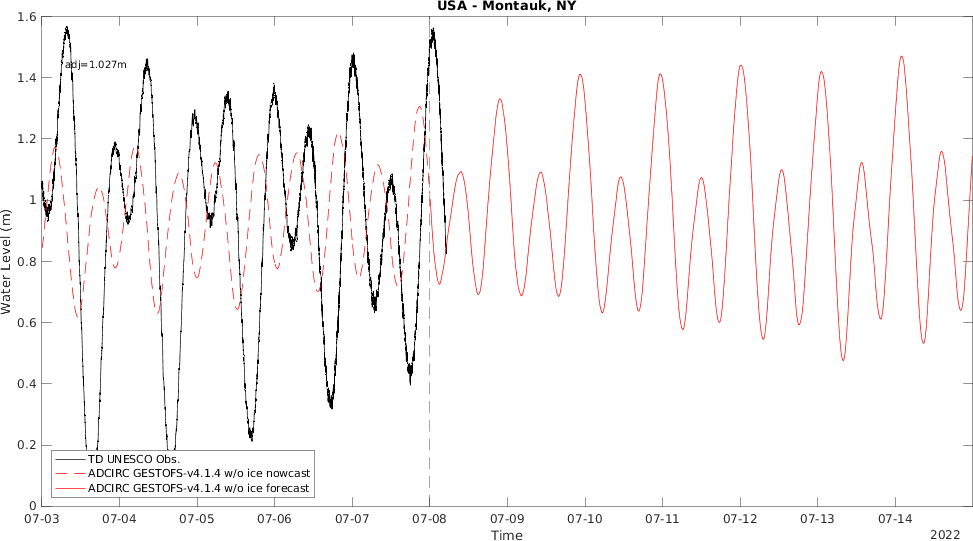 USA - Montauk, NY
1.6
adj=1.027m
1.4
1.2
1
0.8
0.6
0.4
0.2
0
Water Level (m)
TD UNESCO Obs.
ADCIRC GESTOFS-v4.1.4 w/o ice nowcast
ADCIRC GESTOFS-v4.1.4 w/o ice forecast
07-03 07-04 07-05 07-06 07-07 07-08 07-09 07-10 07-11 07-12 07-13 07-14
Time
2022